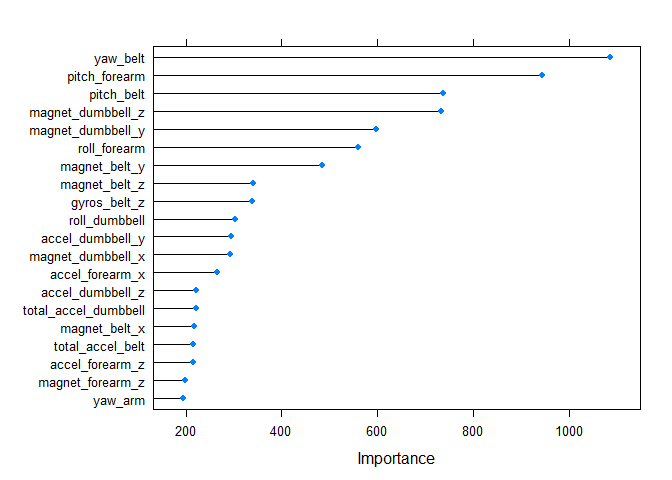 yaw_belt
pitch_forearm
pitch_belt
magnet_dumbbell_z
magnet_dumbbell_y
roll_forearm
magnet_belt_y
magnet_belt_z
gyros_belt_z
roll_dumbbell
accel_dumbbell_y
magnet_dumbbell_x
accel_forearm_x
accel_dumbbell_z
total_accel_dumbbell
magnet_belt_x
total_accel_belt
accel_forearm_z
magnet_forearm_z
yaw_arm
200 400 600 800 1000
Importance